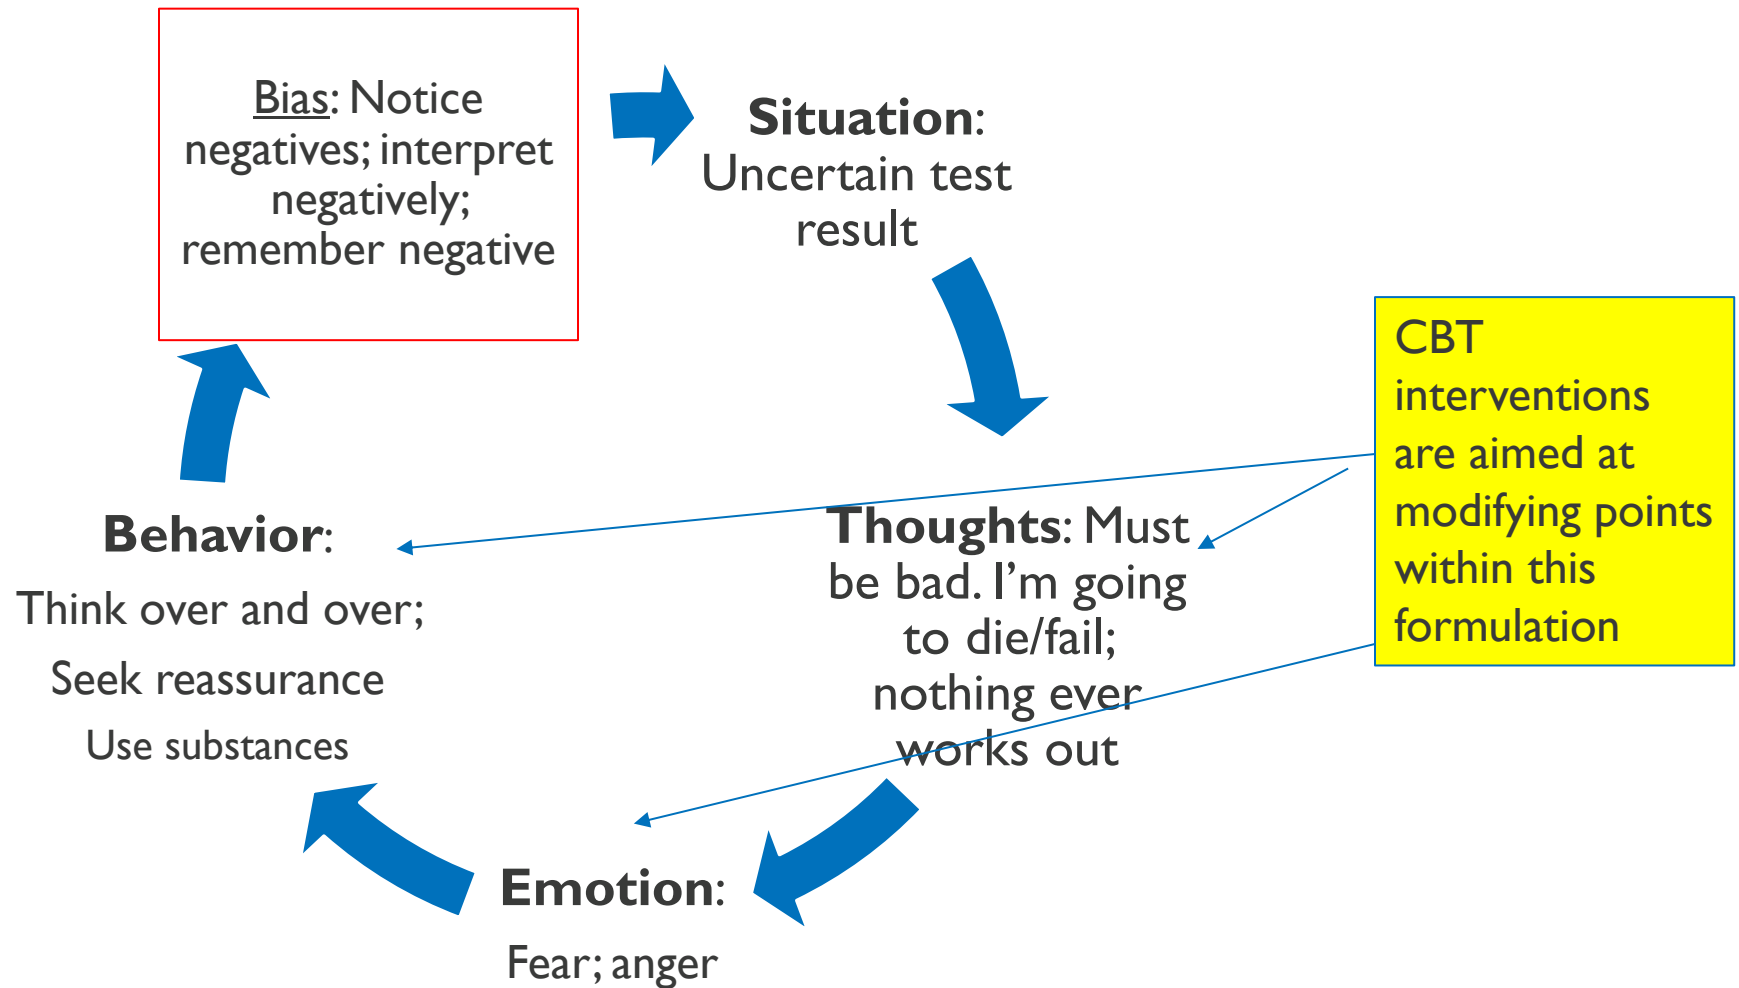 Bias: Notice
negatives; interpret
negatively;
remember negative
Situation:
Uncertain test
result
CBT
interventions
are aimed at
modifying points
within this
formulation
Thoughts: Must
be bad. I’m going
to die/fail;
nothing ever
works out
Behavior:
Think over and over;
Seek reassurance
Use substances
Emotion:
Fear; anger